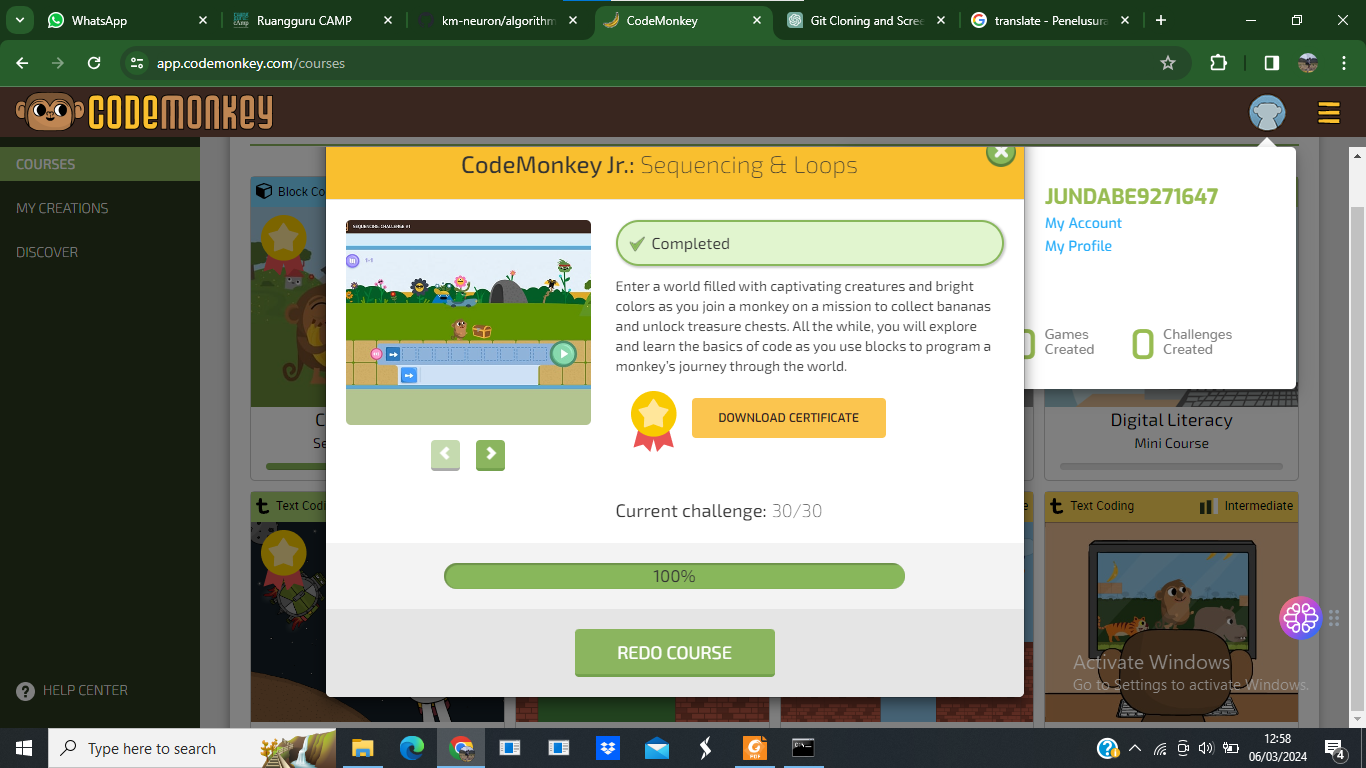 WhatsApp
Ruangguru CAMP
km-neuron/algorithm
CodeMonkey
Git Cloning and Scre
translate - Penelusura
app.codemonkey.com/courses
CODEMONKEY
COURSES
MY CREATIONS
DISCOVER
HELP CENTER
Block Co
CodeMonkey Jr.: Sequencing & Loops
SEQUENCING CHALLENGE #1
Completed
Enter a world filled with captivating creatures and bright
colors as you join a monkey on a mission to collect bananas
and unlock treasure chests. All the while, you will explore
and learn the basics of code as you use blocks to program a
monkey's journey through the world.
DOWNLOAD CERTIFICATE
Current challenge: 30/30
100%
REDO COURSE
JUNDABE9271647
My Account
My Profile
Games
Created
0 Challenges
Created
C
Se
Digital Literacy
Mini Course
Text Codi
e
Text Coding
Intermediate
Activate Windows
Go to Settings to activate Windows.
Type here to search
12:58
06/03/2024
4